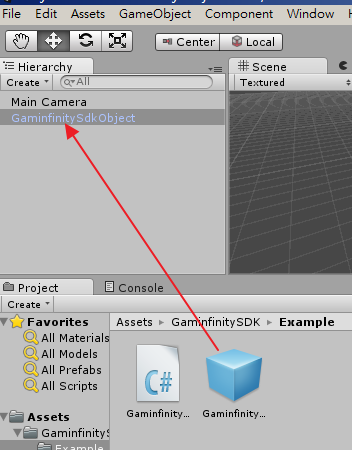 File Edit Assets GameObject Component Window H
Center Local
Hierarchy Scene
Create All Textured
Main Camera
GaminfinitySdkObject
Project Console
Create
Favorites Assets GaminfinitySDK Example
All Materials
All Models
All Prefabs
All Scripts
C#
Gaminfinity... Gaminfinity...
Assets
GaminfinityS
Example